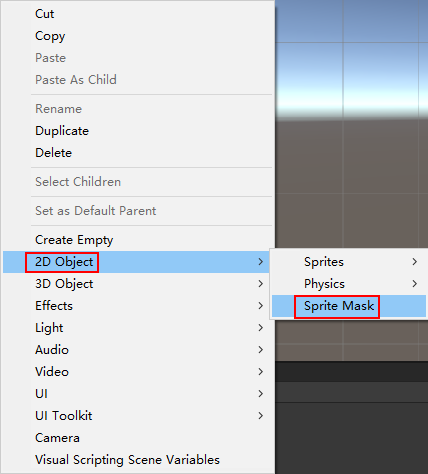 Cut
Copy
Paste
Paste As Child
Rename
Duplicate
Delete
Select Children
Set as Default Parent
Create Empty
2D Object
3D Object
Effects
Light
Audio
Video
UI
UI Toolkit
Camera
Visual Scripting Scene Variables
Sprites
Physics
Sprite Mask